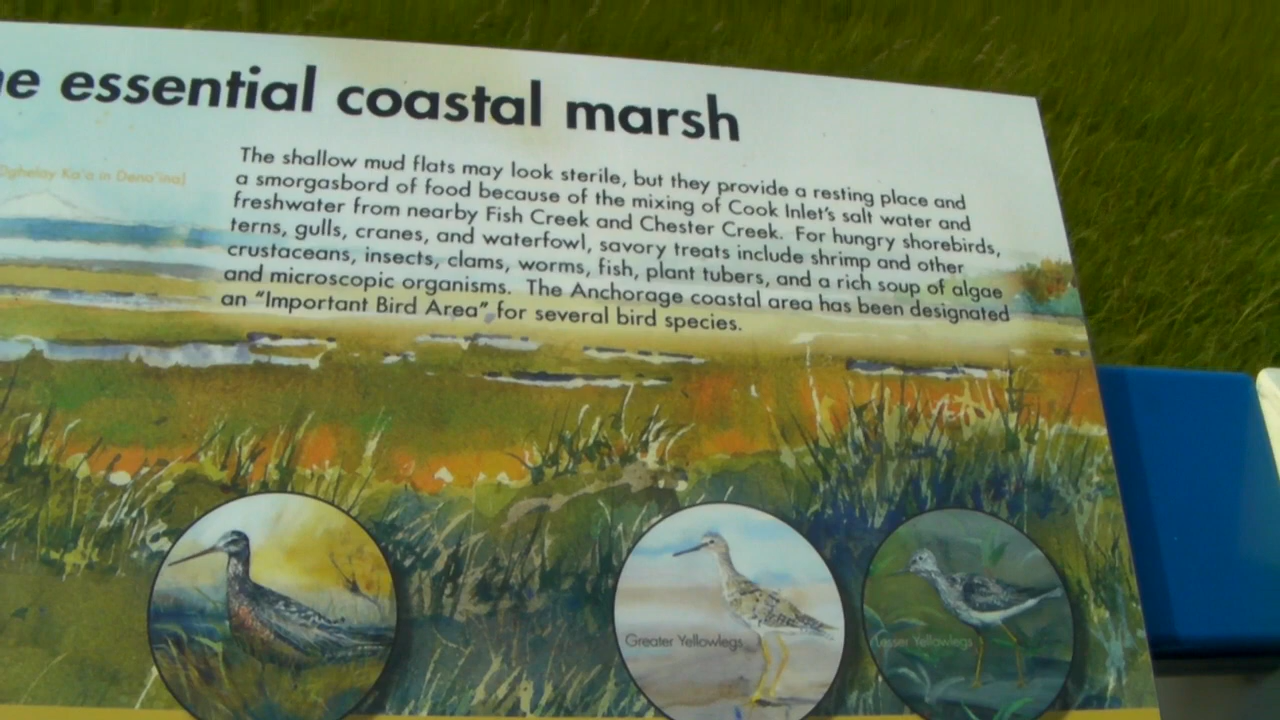 essential coastal marsh
Ka'a in Dena'ina)
The shallow mud flats may look sterile, but they provide a resting place and
a smorgasbord of food because of the mixing of Cook Inlet's salt water and
freshwater from nearby Fish Creek and Chester Creek. For hungry shorebirds,
terns, gulls, cranes, and waterfowl, savory treats include shrimp and other
crustaceans, insects, clams, worms, fish, plant tubers, and a rich soup of algae
and microscopic organisms. The Anchorage coastal area has been designated
an “Important Bird Area” for several bird species.
Greater Yellowlegs
Lesser Yellowlegs